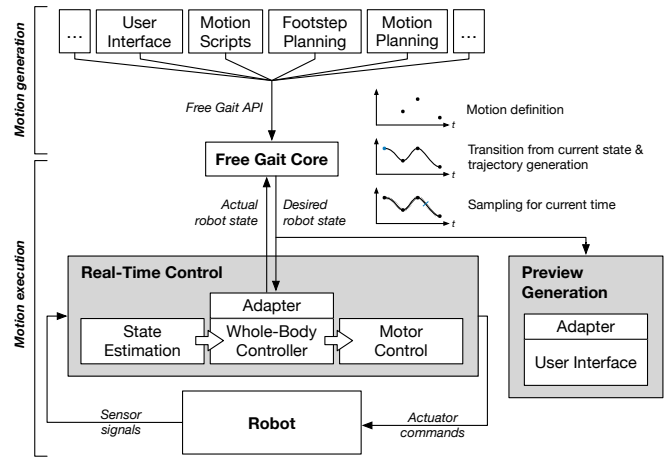 Motion generation
...
User
Interface
Motion
Scripts
Footstep
Planning
Motion
Planning
...
Free Gait API
t
Motion definition
Free Gait Core
t
Transition from current state &
trajectory generation
Actual
robot state
Desired
robot state
t
Sampling for current time
Motion execution
Real-Time Control
Adapter
State
Estimation
Whole-Body
Controller
Motor
Control
Preview
Generation
Adapter
User Interface
Sensor
signals
Robot
Actuator
commands